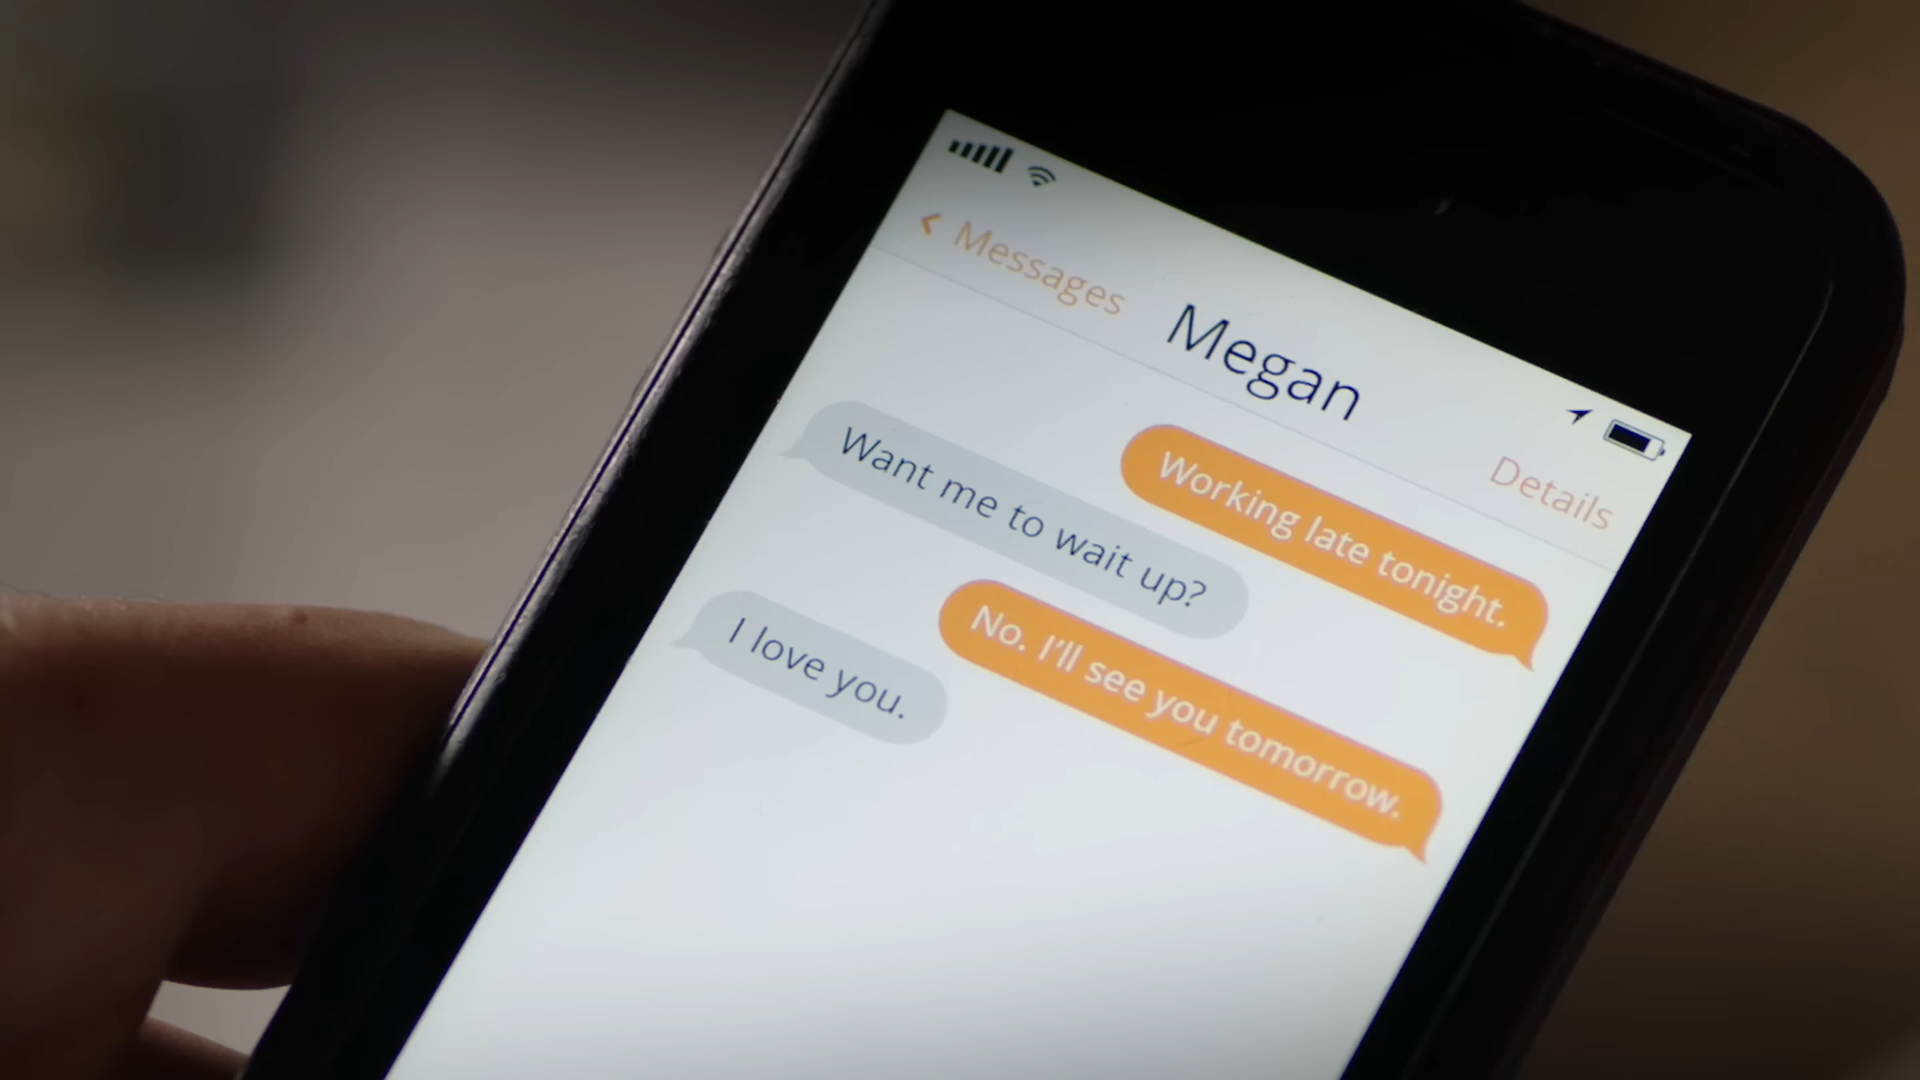 Messages
Megan
Details
Working late tonight.
Want me to wait up?
No. I'll see you tomorrow.
I love you.